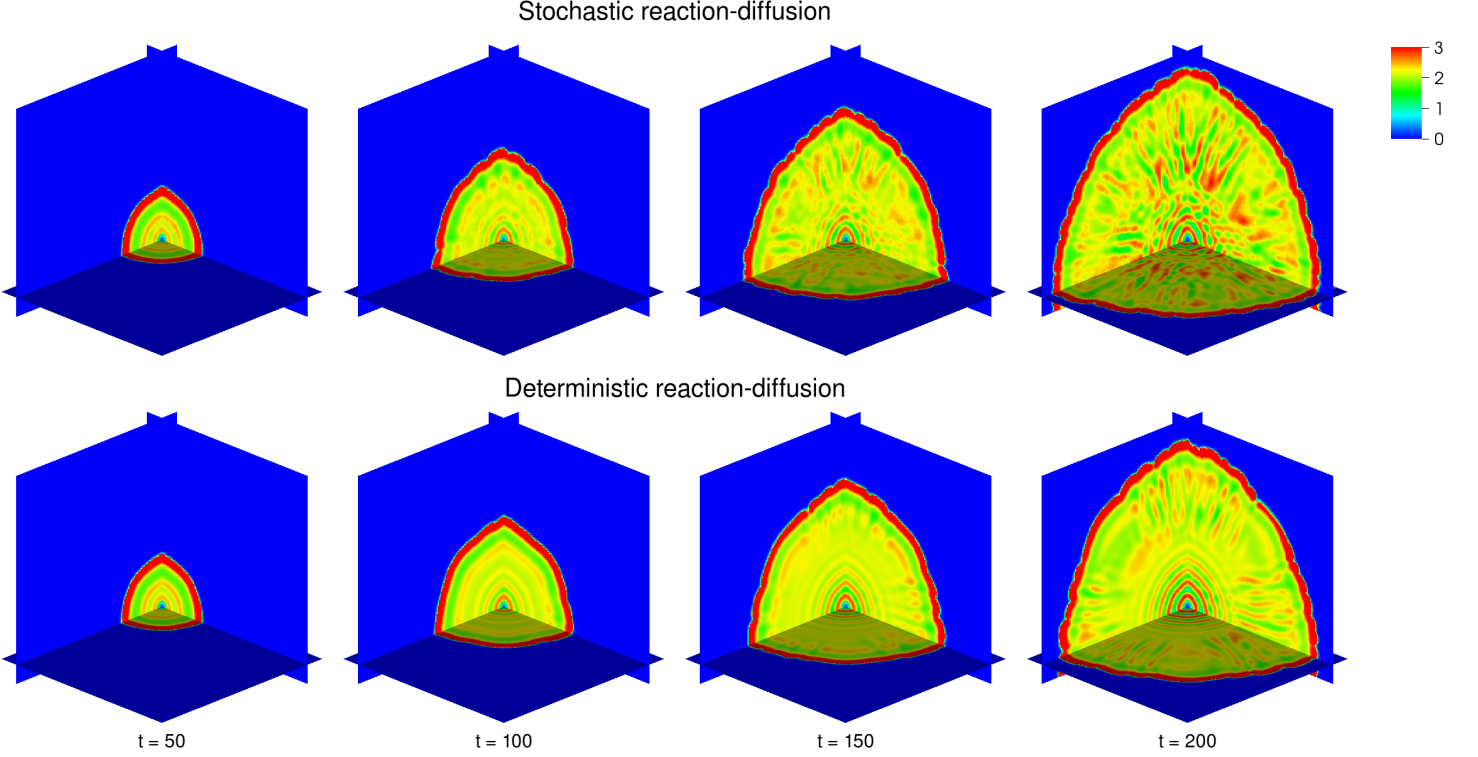 Stochastic reaction-diffusion
3
2
1
0
Deterministic reaction-diffusion
t = 50
t = 100
t = 150
t = 200